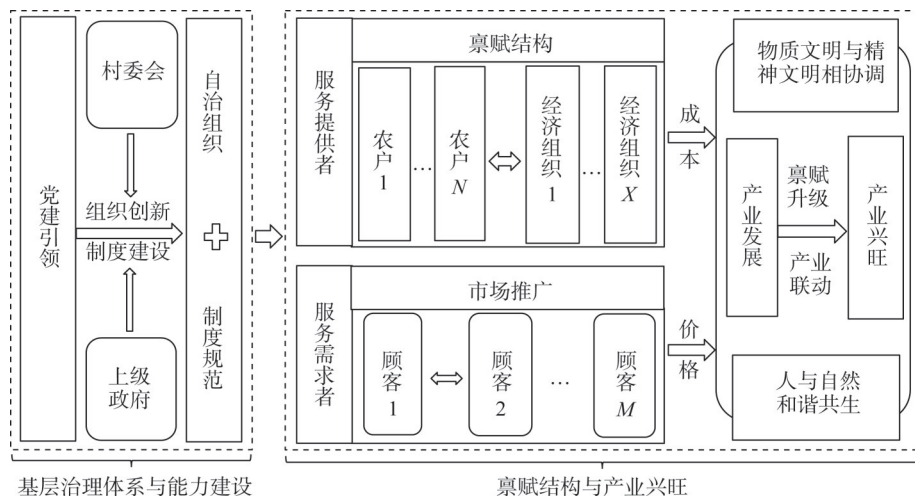 党建引领
村委会
组织创新
制度建设
上级
政府
自治组织
制度规范
基层治理体系与能力建设
服务提供者
禀赋结构
农户1
…
农户N
经济组织1
…
经济组织X
成
本
服务需求者
市场推广
顾客1
顾客2
…
顾客M
价
格
物质文明与精
神文明相协调
产业发展
禀赋
升级
产业
联动
产业兴旺
人与自然
和谐共生
禀赋结构与产业兴旺